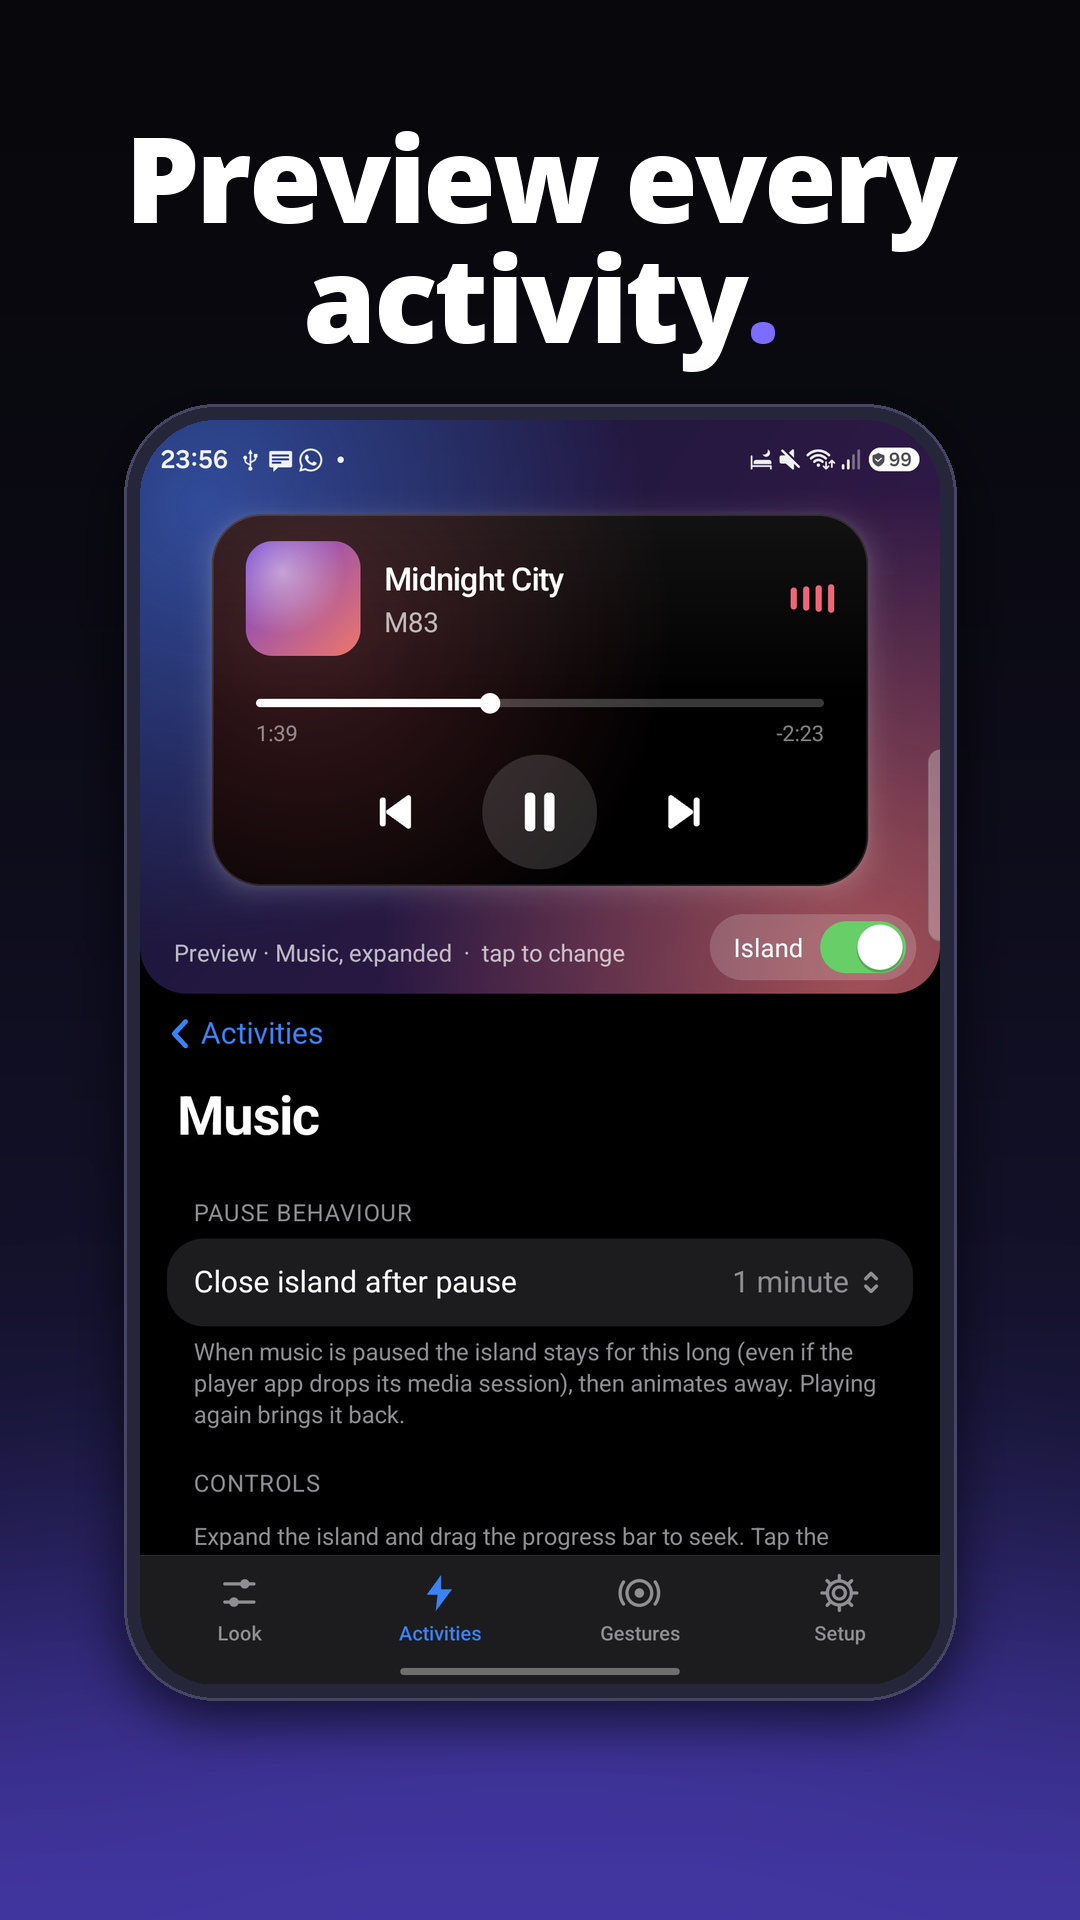 Preview every
activity.
23:56
99
Midnight City
M83
1:39
-2:23
Preview · Music, expanded · tap to change
Island
Activities
Music
PAUSE BEHAVIOUR
Close island after pause
1 minute
When music is paused the island stays for this long (even if the
player app drops its media session), then animates away. Playing
again brings it back.
CONTROLS
Expand the island and drag the progress bar to seek. Tap the
Look
Activities
Gestures
Setup